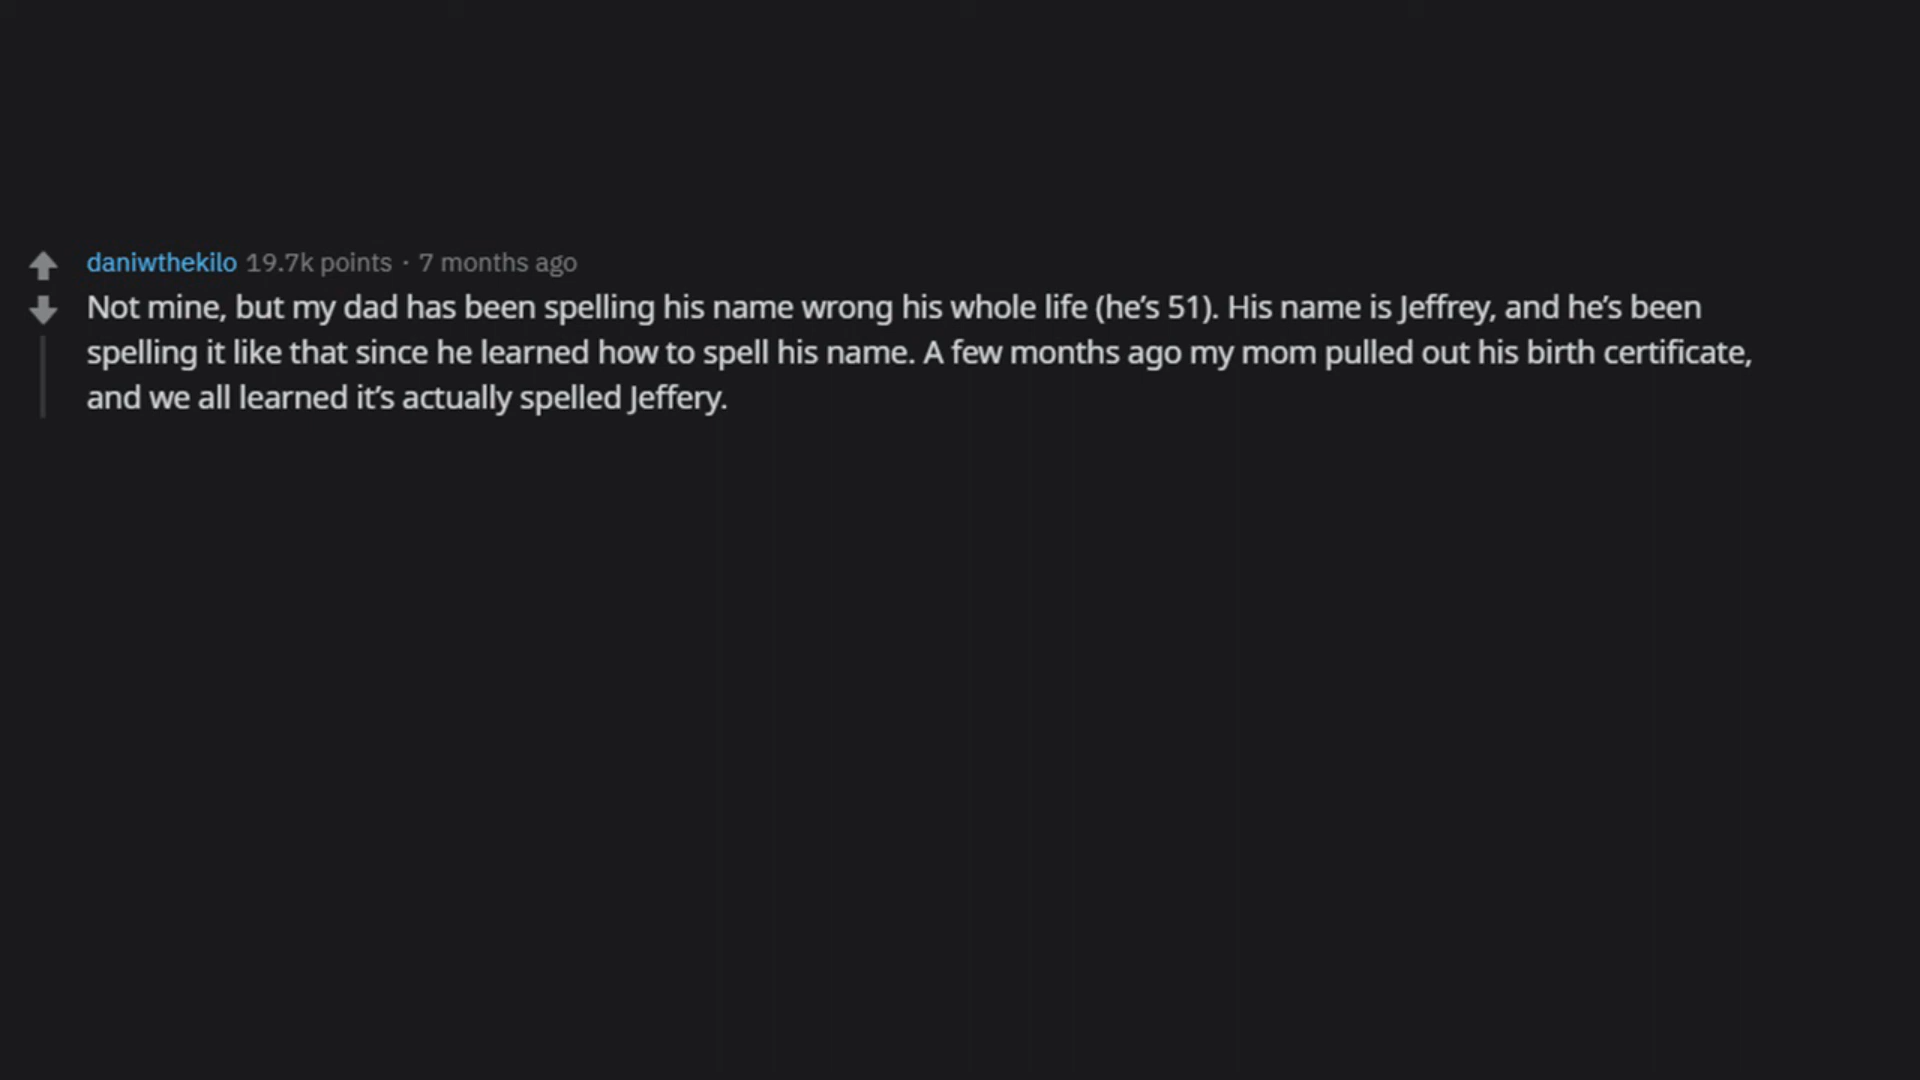 daniwthekilo 19.7k points · 7 months ago
Not mine, but my dad has been spelling his name wrong his whole life (he’s 51). His name is Jeffrey, and he’s been
spelling it like that since he learned how to spell his name. A few months ago my mom pulled out his birth certificate,
and we all learned it’s actually spelled Jeffery.